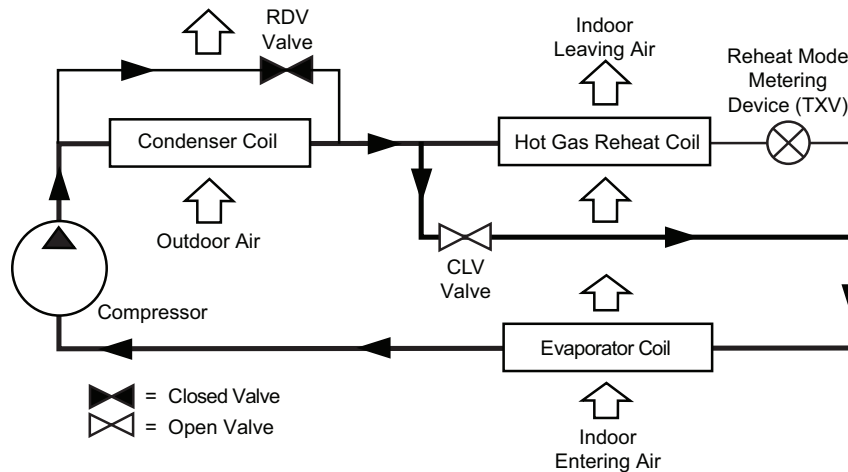 RDV
Valve
Indoor
Leaving Air
Reheat Mode
Metering
Device (TXV)
Condenser Coil
Hot Gas Reheat Coil
Outdoor Air
CLV
Valve
Compressor
Evaporator Coil
= Closed Valve
= Open Valve
Indoor
Entering Air